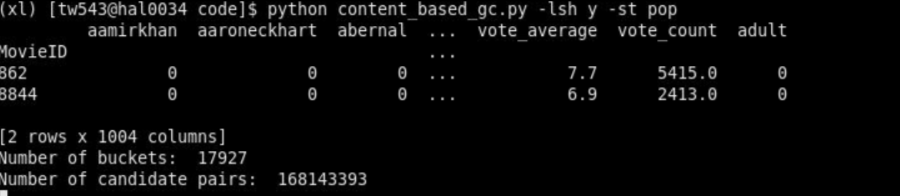 (xl) [tw543@hal0034 code]$ python content_based_gc.py -lsh y -st pop
aamirkhan aaroneckhart abernal ... vote_average vote_count adult
MovieID ...
862 0 0 0 ... 7.7 5415.0 0
8844 0 0 0 ... 6.9 2413.0 0
[2 rows x 1004 columns]
Number of buckets: 17927
Number of candidate pairs: 168143393